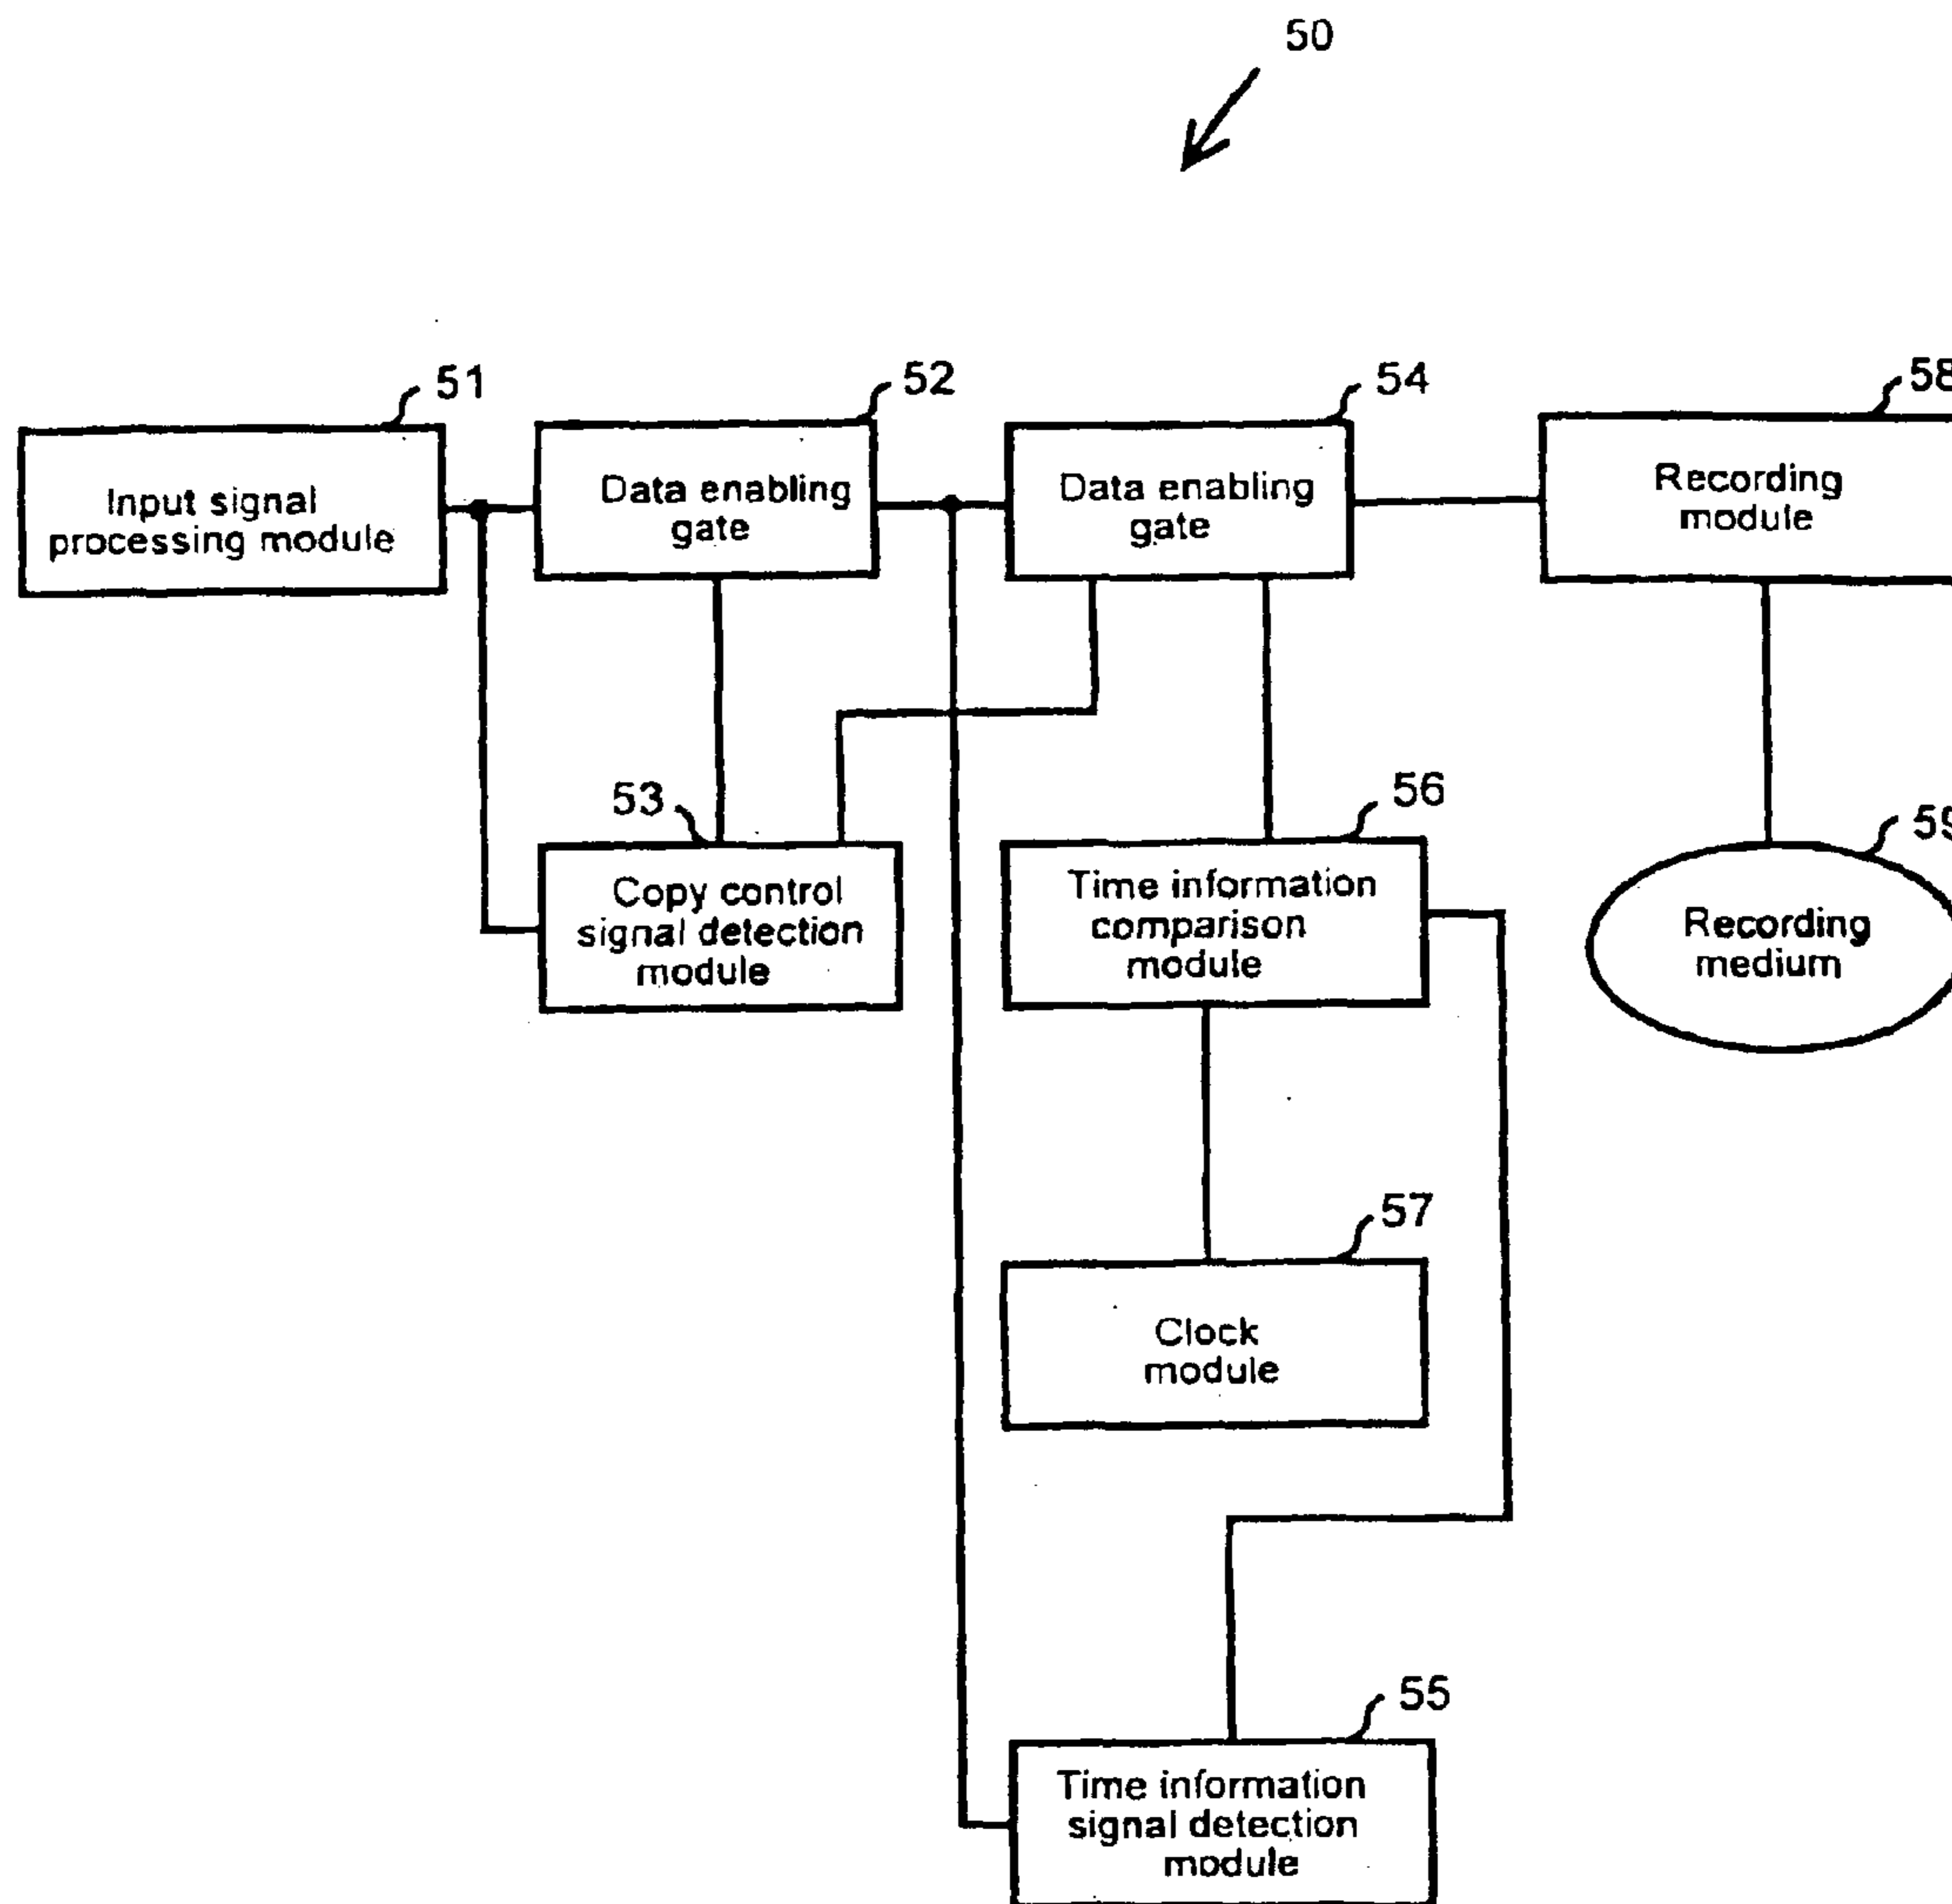 50
51
52
54
58
Input signal
processing module
Data enabling
gate
Data enabling
gate
Recording
module
53
56
59
Copy control
signal detection
module
Time information
comparison
module
Recording
medium
57
Clock
module
55
Time information
signal detection
module